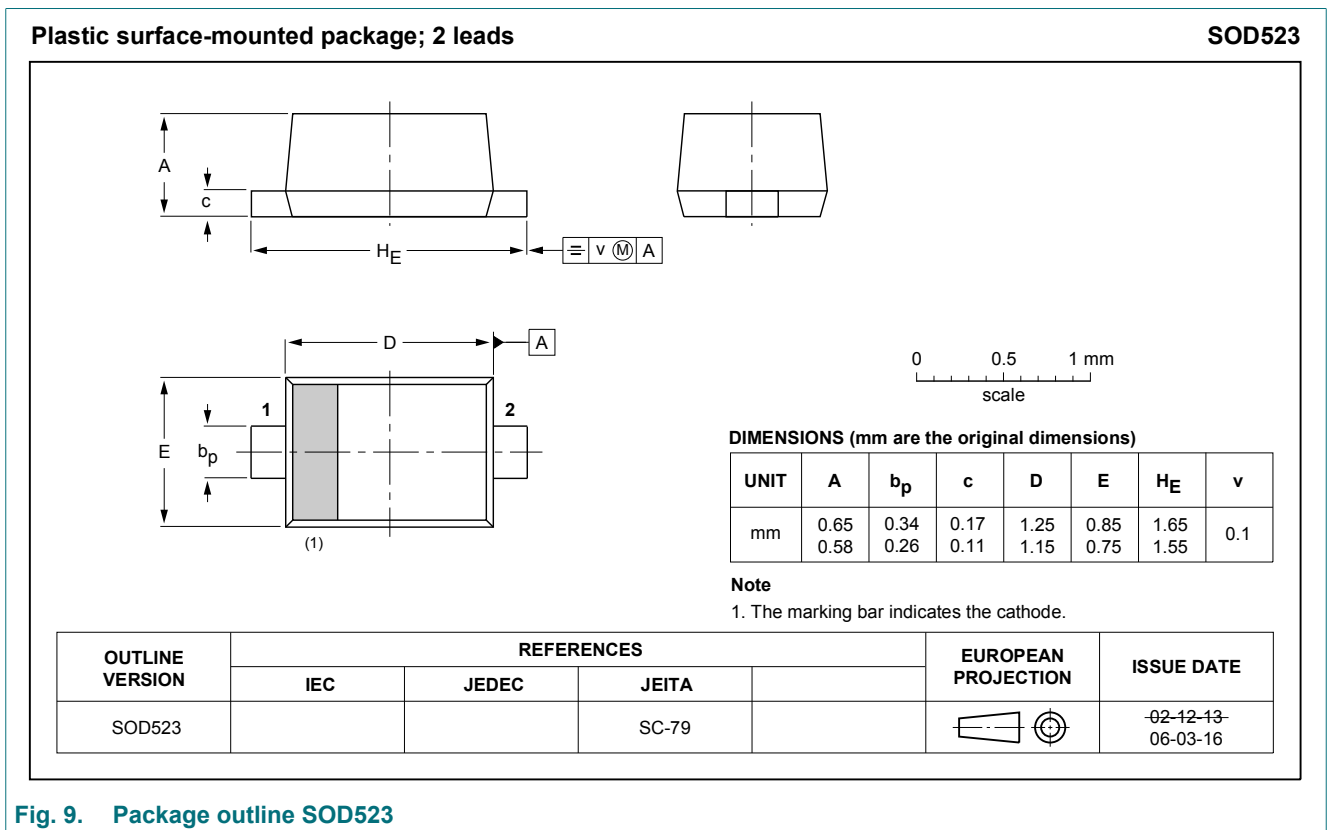 Plastic surface-mounted package; 2 leads SOD523
A
c
HE
v Ⓜ A
D
A
1
2
E
bp
(1)
0 0.5 1 mm
scale
DIMENSIONS (mm are the original dimensions)
UNIT A bp c D E HE v
mm 0.65 0.34 0.17 1.25 0.85 1.65 0.1
0.58 0.26 0.11 1.15 0.75 1.55
Note
1. The marking bar indicates the cathode.
OUTLINE VERSION REFERENCES EUROPEAN PROJECTION ISSUE DATE
IEC JEDEC JEITA
SOD523 SC-79 02-12-13
06-03-16
Fig. 9. Package outline SOD523